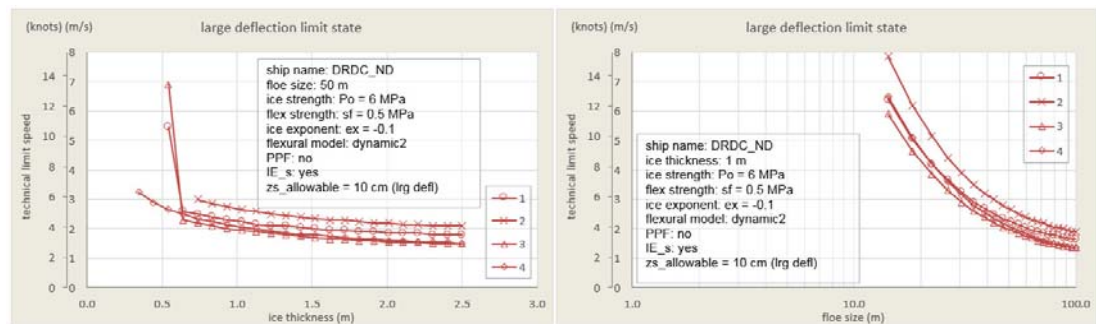 (knots) (m/s)
large deflection limit state
technical limit speed
8
14
7
12
6
10
5
8
4
6
3
4
2
2
1
0
0
0.0
0.5
1.0
1.5
2.0
2.5
3.0
ice thickness (m)
ship name: DRDC_ND
floe size: 50 m
ice strength: Po = 6 MPa
flex strength: sf = 0.5 MPa
ice exponent: ex = -0.1
flexural model: dynamic2
PPF: no
IE_s: yes
zs_allowable = 10 cm (lrg defl)
1
2
3
4
(knots) (m/s)
large deflection limit state
technical limit speed
8
14
7
12
6
10
5
8
4
6
3
4
2
2
1
0
0
1.0
10.0
100.0
floe size (m)
ship name: DRDC_ND
ice thickness: 1 m
ice strength: Po = 6 MPa
flex strength: sf = 0.5 MPa
ice exponent: ex = -0.1
flexural model: dynamic2
PPF: no
IE_s: yes
zs_allowable = 10 cm (lrg defl)
1
2
3
4